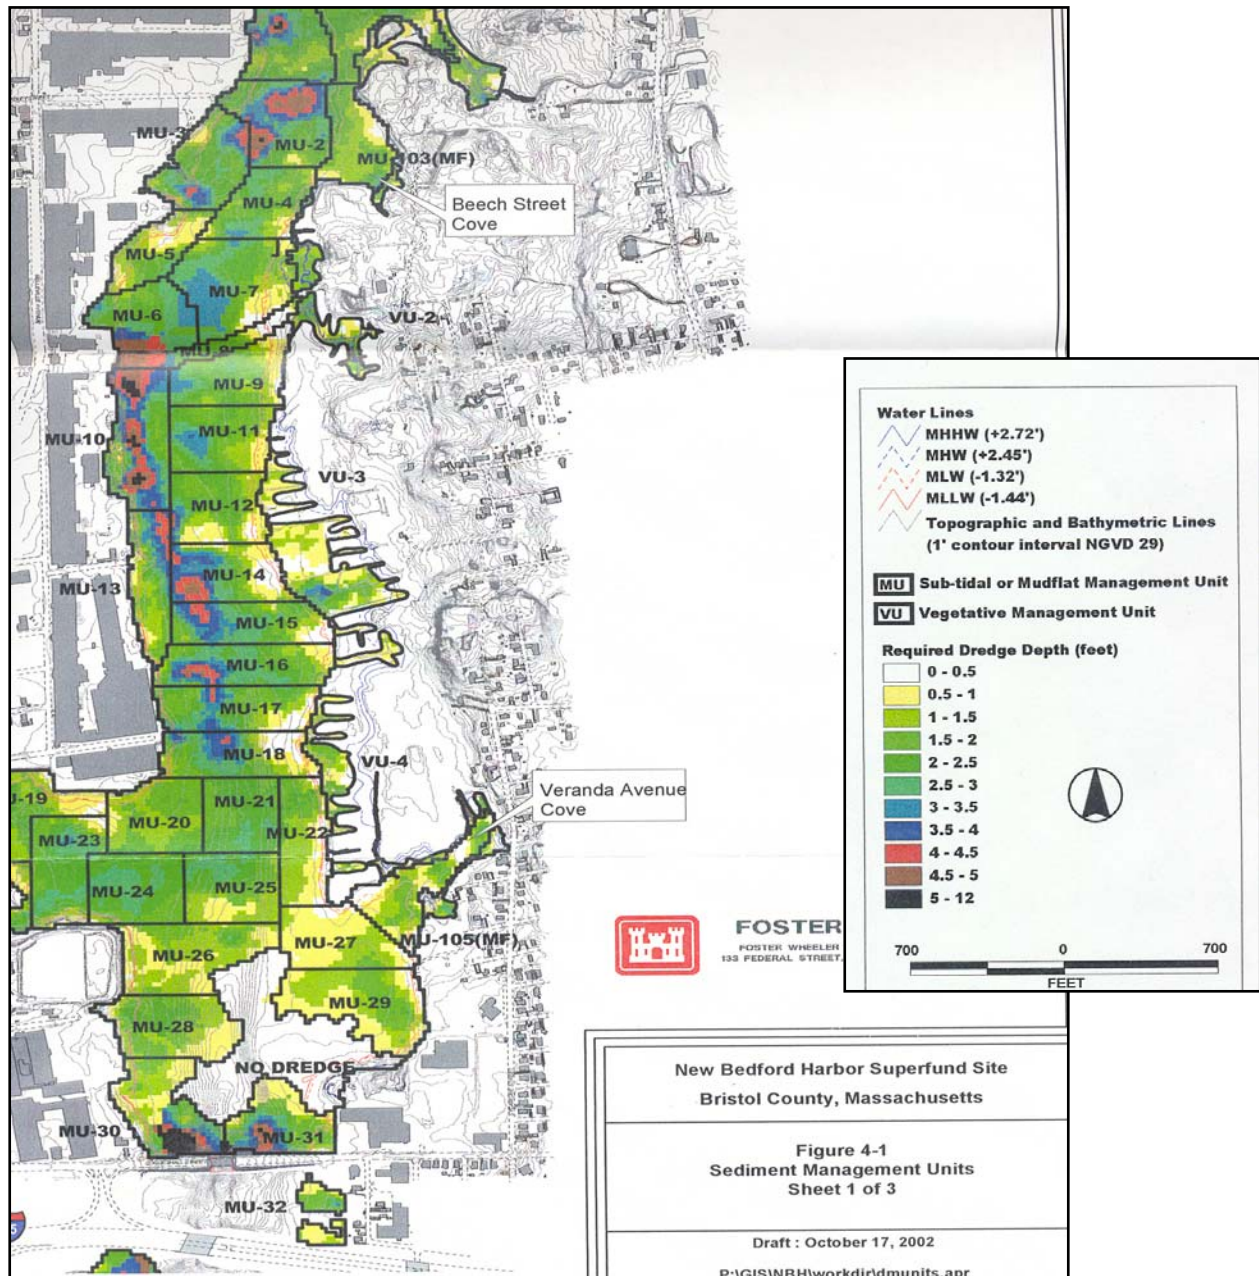 MU-3
MU-2
MU-103(MF)
Beech Street
Cove
MU-4
MU-5
MU-7
MU-6
VU-2
MU-8
MU-9
MU-10
MU-11
VU-3
MU-12
MU-13
MU-14
MU-15
MU-16
MU-17
MU-18
VU-4
Veranda Avenue
Cove
U-19
MU-20
MU-21
MU-22
MU-23
MU-24
MU-25
MU-26
MU-27
MU-105(MF)
MU-28
MU-29
NO DREDGE
MU-30
MU-31
MU-32
5
Water Lines
MHHW (+2.72')
MHW (+2.45')
MLW (-1.32')
MLLW (-1.44')
Topographic and Bathymetric Lines
(1' contour interval NGVD 29)
MU Sub-tidal or Mudflat Management Unit
VU Vegetative Management Unit
Required Dredge Depth (feet)
0 - 0.5
0.5 - 1
1 - 1.5
1.5 - 2
2 - 2.5
2.5 - 3
3 - 3.5
3.5 - 4
4 - 4.5
4.5 - 5
5 - 12
700 0 700
FEET
FOSTER
FOSTER WHEELER
133 FEDERAL STREET,
New Bedford Harbor Superfund Site
Bristol County, Massachusetts
Figure 4-1
Sediment Management Units
Sheet 1 of 3
Draft : October 17, 2002
P:\GIS\NBH\workdir\dmunits.apr